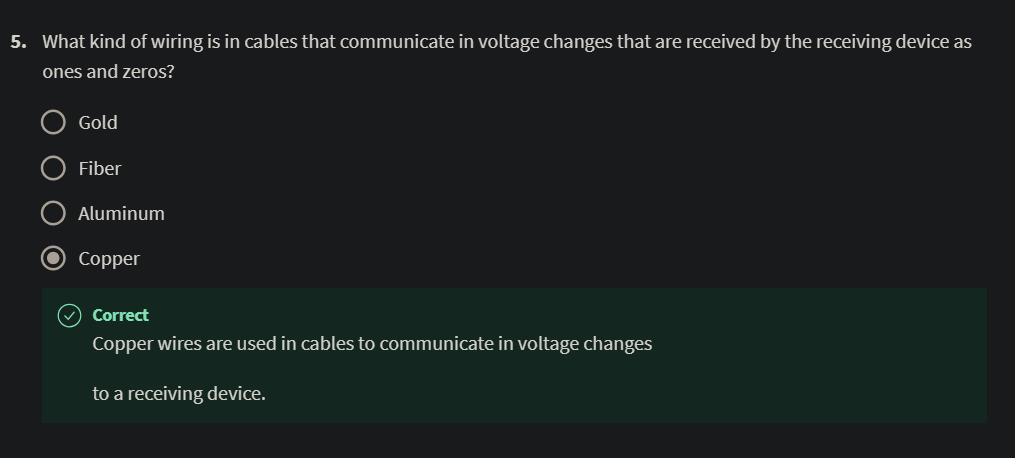 5. What kind of wiring is in cables that communicate in voltage changes that are received by the receiving device as
ones and zeros?
Gold
Fiber
Aluminum
Copper
Correct
Copper wires are used in cables to communicate in voltage changes
to a receiving device.